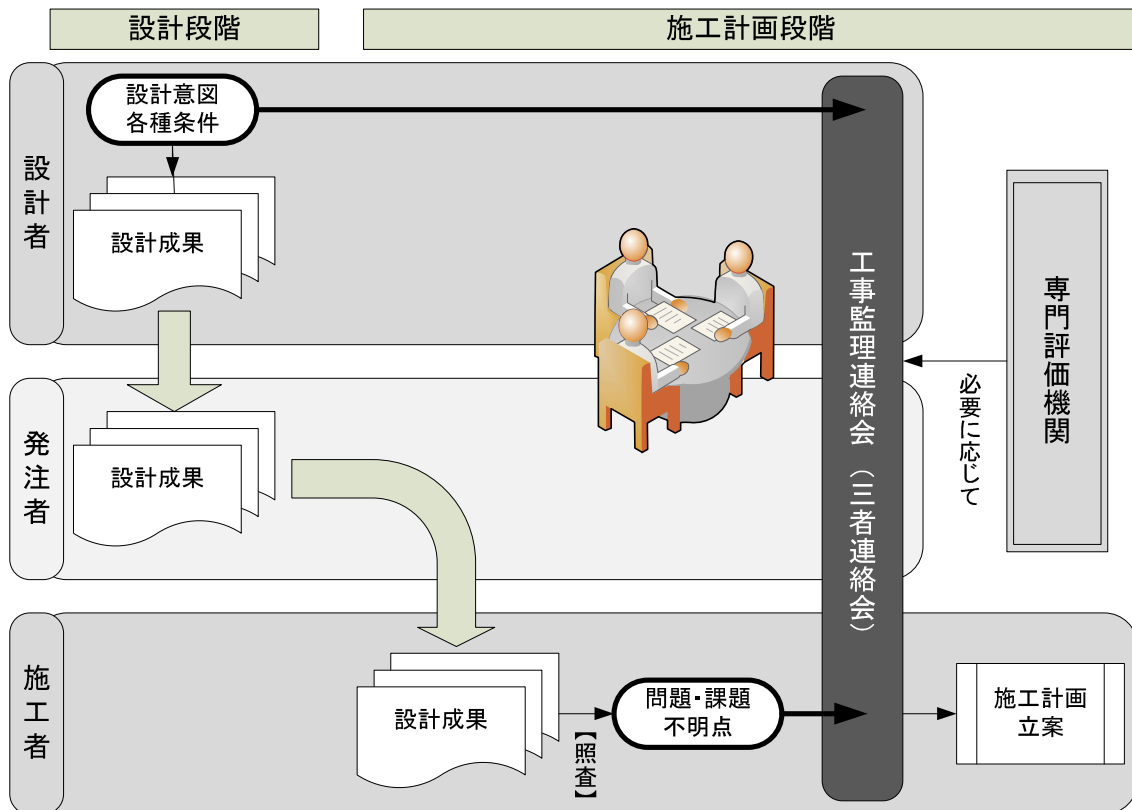 設計段階
施工計画段階
設計者
設計意図
各種条件
設計成果
発注者
設計成果
施工者
設計成果
【照査】
問題・課題
不明点
工事監理連絡会（三者連絡会）
必要に応じて
専門評価機関
施工計画
立案